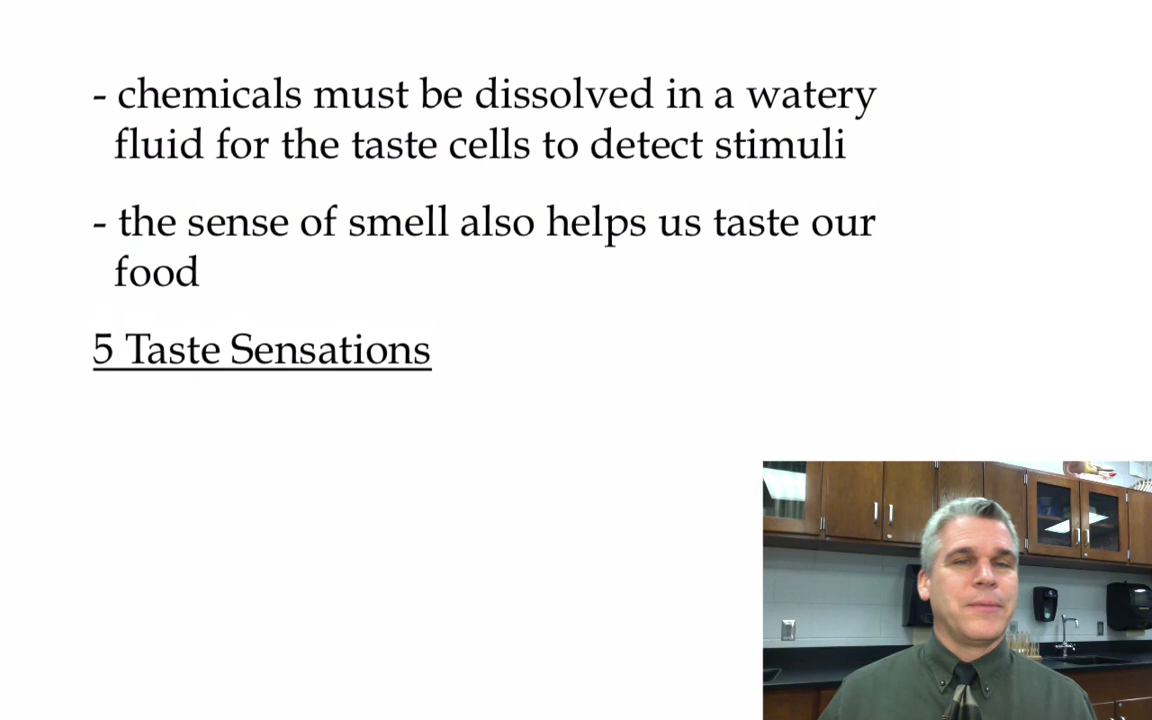 - chemicals must be dissolved in a watery
fluid for the taste cells to detect stimuli
- the sense of smell also helps us taste our
food
5 Taste Sensations